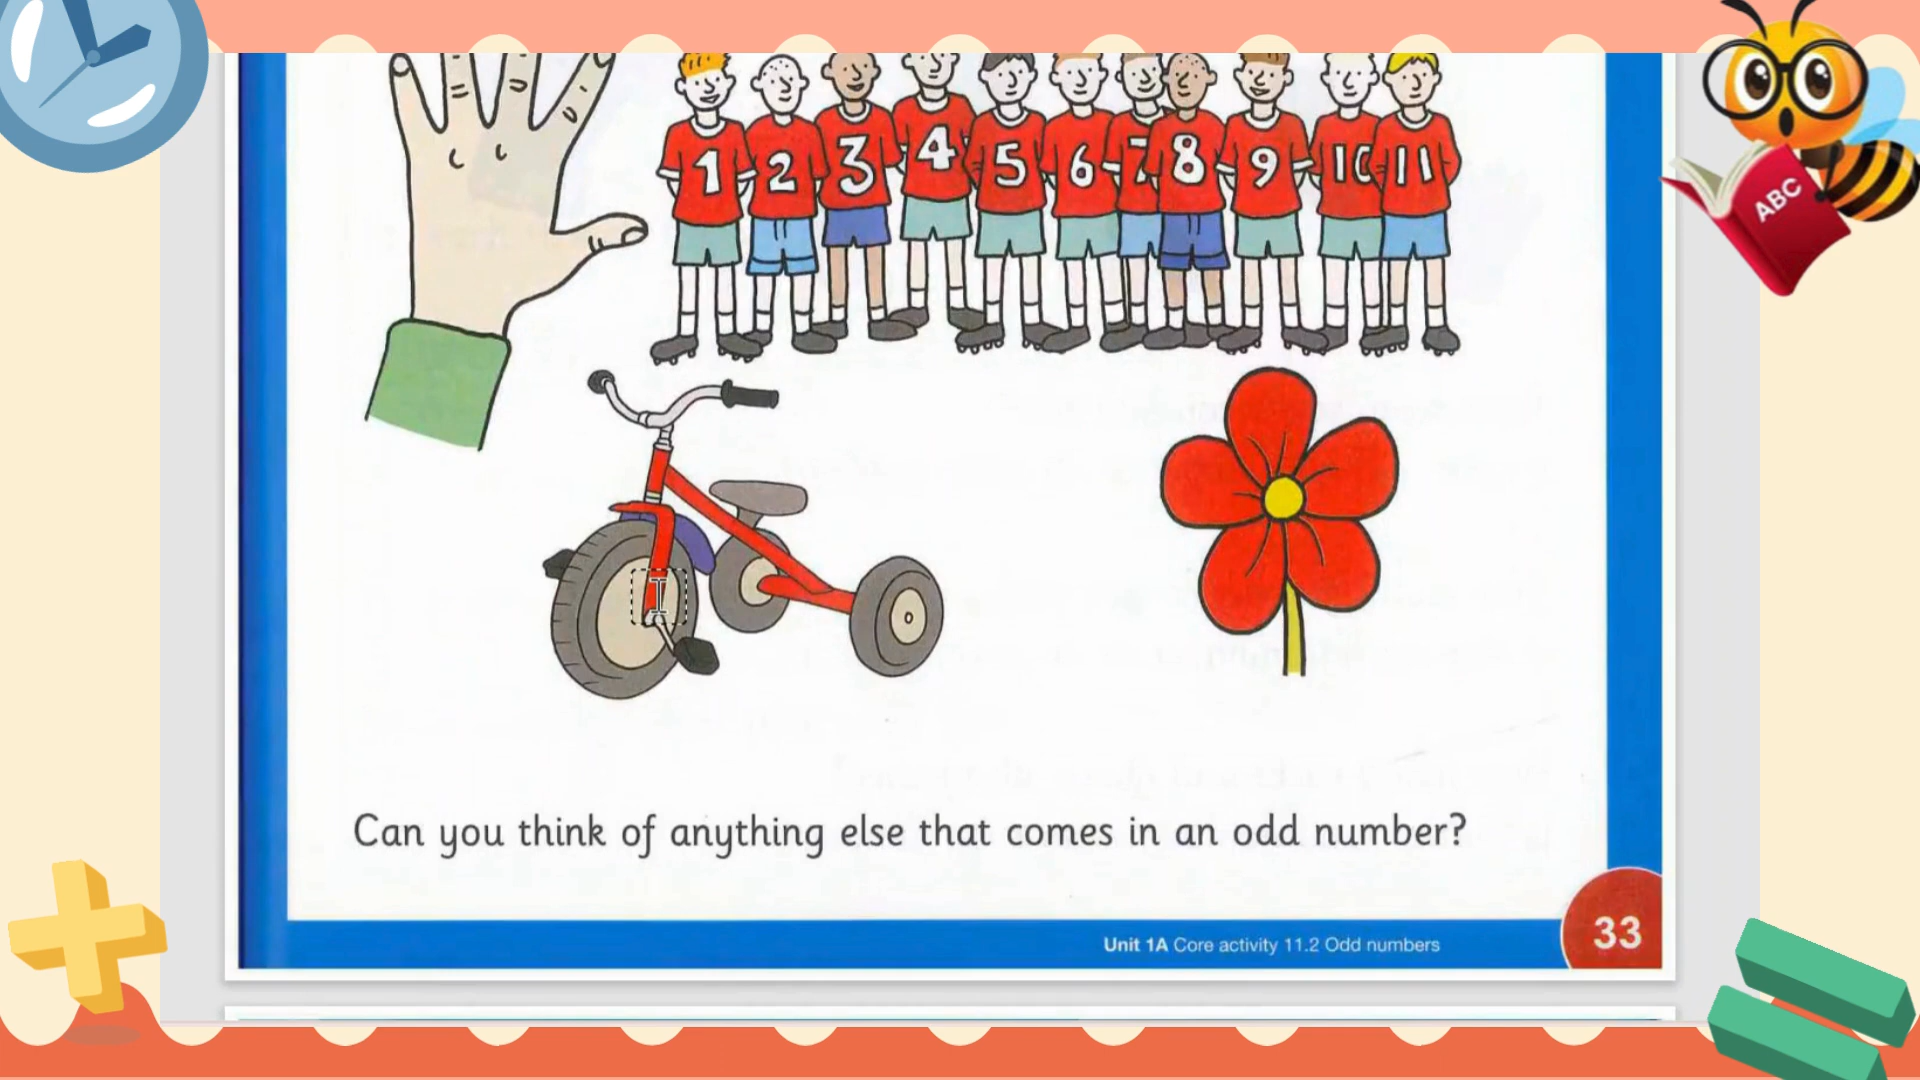 1 2 3 4 5 6 7 8 9 10 11
ABC
Can you think of anything else that comes in an odd number?
Unit 1A Core activity 11.2 Odd numbers
33